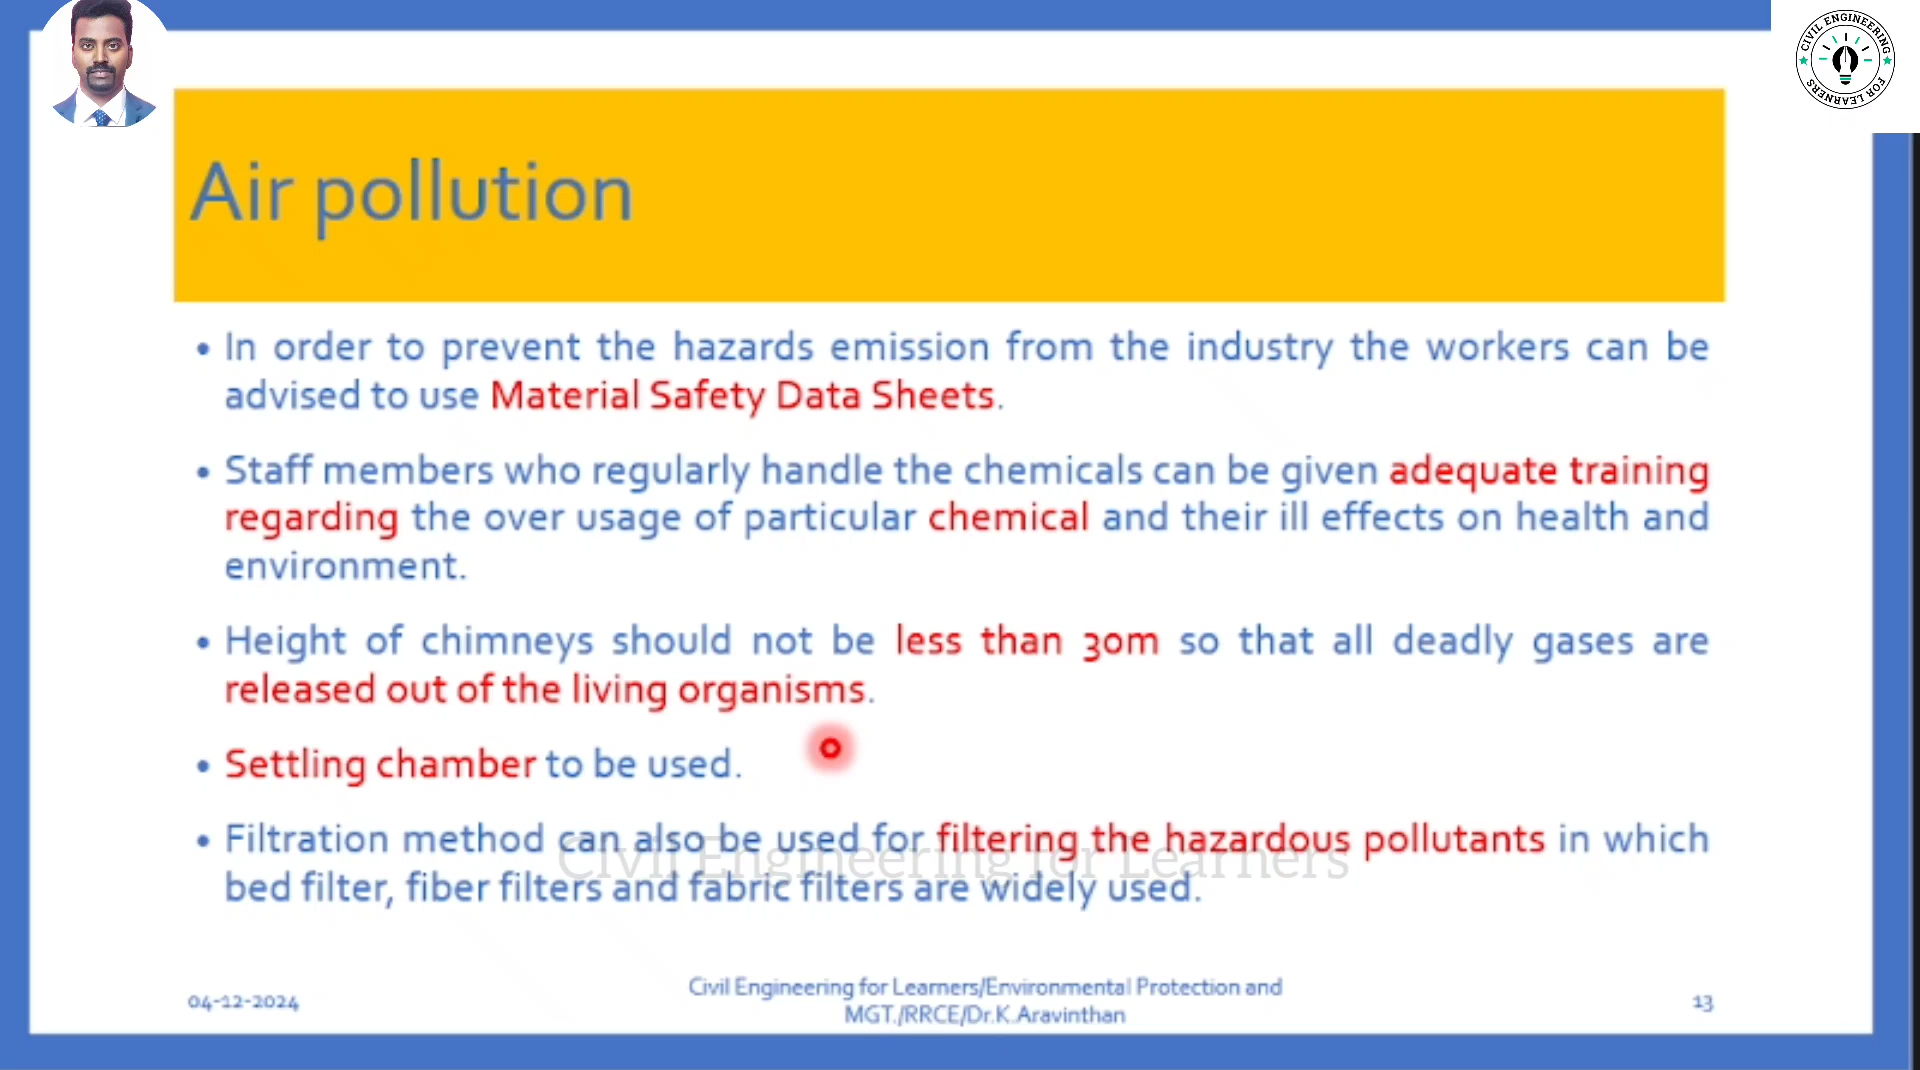 CIVIL ENGINEERING
FOR LEARNERS
Air pollution
• In order to prevent the hazards emission from the industry the workers can be
advised to use Material Safety Data Sheets.
• Staff members who regularly handle the chemicals can be given adequate training
regarding the over usage of particular chemical and their ill effects on health and
environment.
• Height of chimneys should not be less than 30m so that all deadly gases are
released out of the living organisms.
• Settling chamber to be used.
• Filtration method can also be used for filtering the hazardous pollutants in which
Civil Engineering for Learners
bed filter, fiber filters and fabric filters are widely used.
04-12-2024
Civil Engineering for Learners/Environmental Protection and
MGT./RRCE/Dr.K.Aravinthan
13